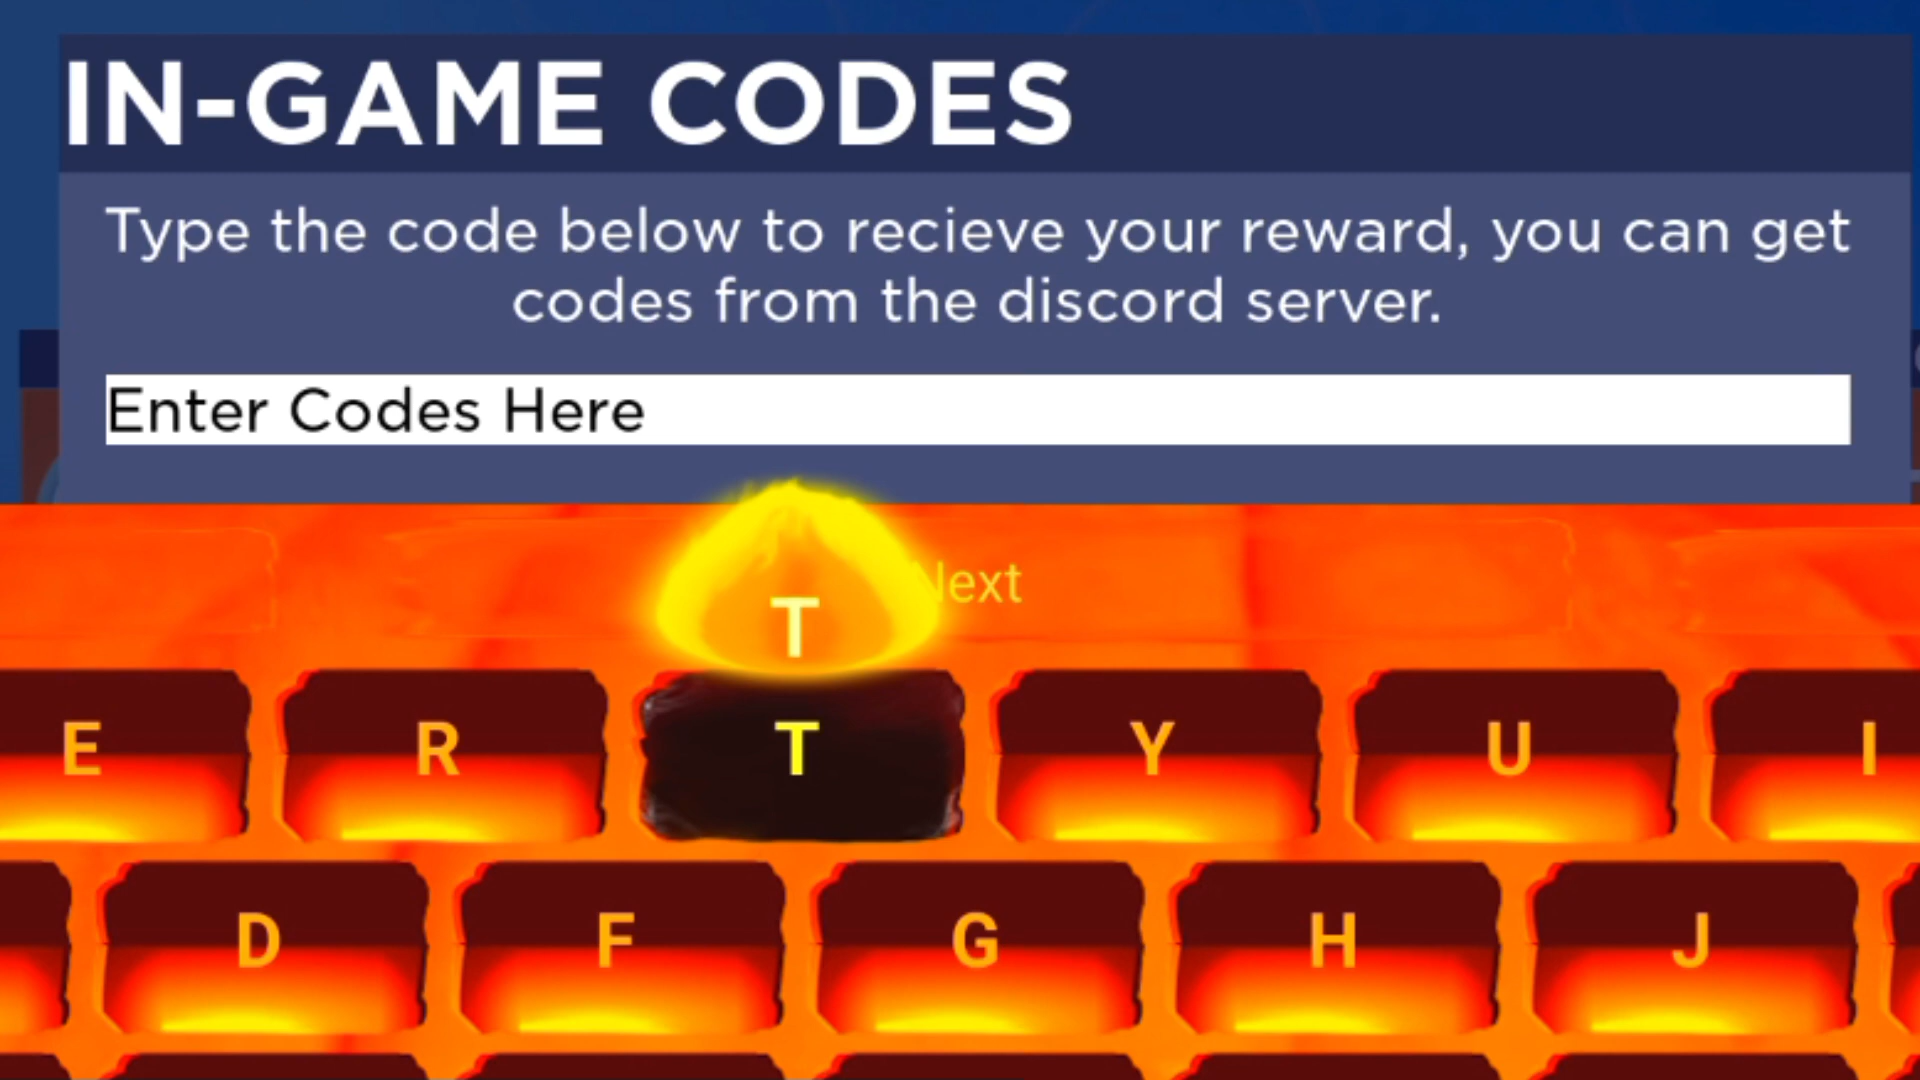 IN-GAME CODES
Type the code below to recieve your reward, you can get
codes from the discord server.
Enter Codes Here
T
Next
E R T Y U I
D F G H J